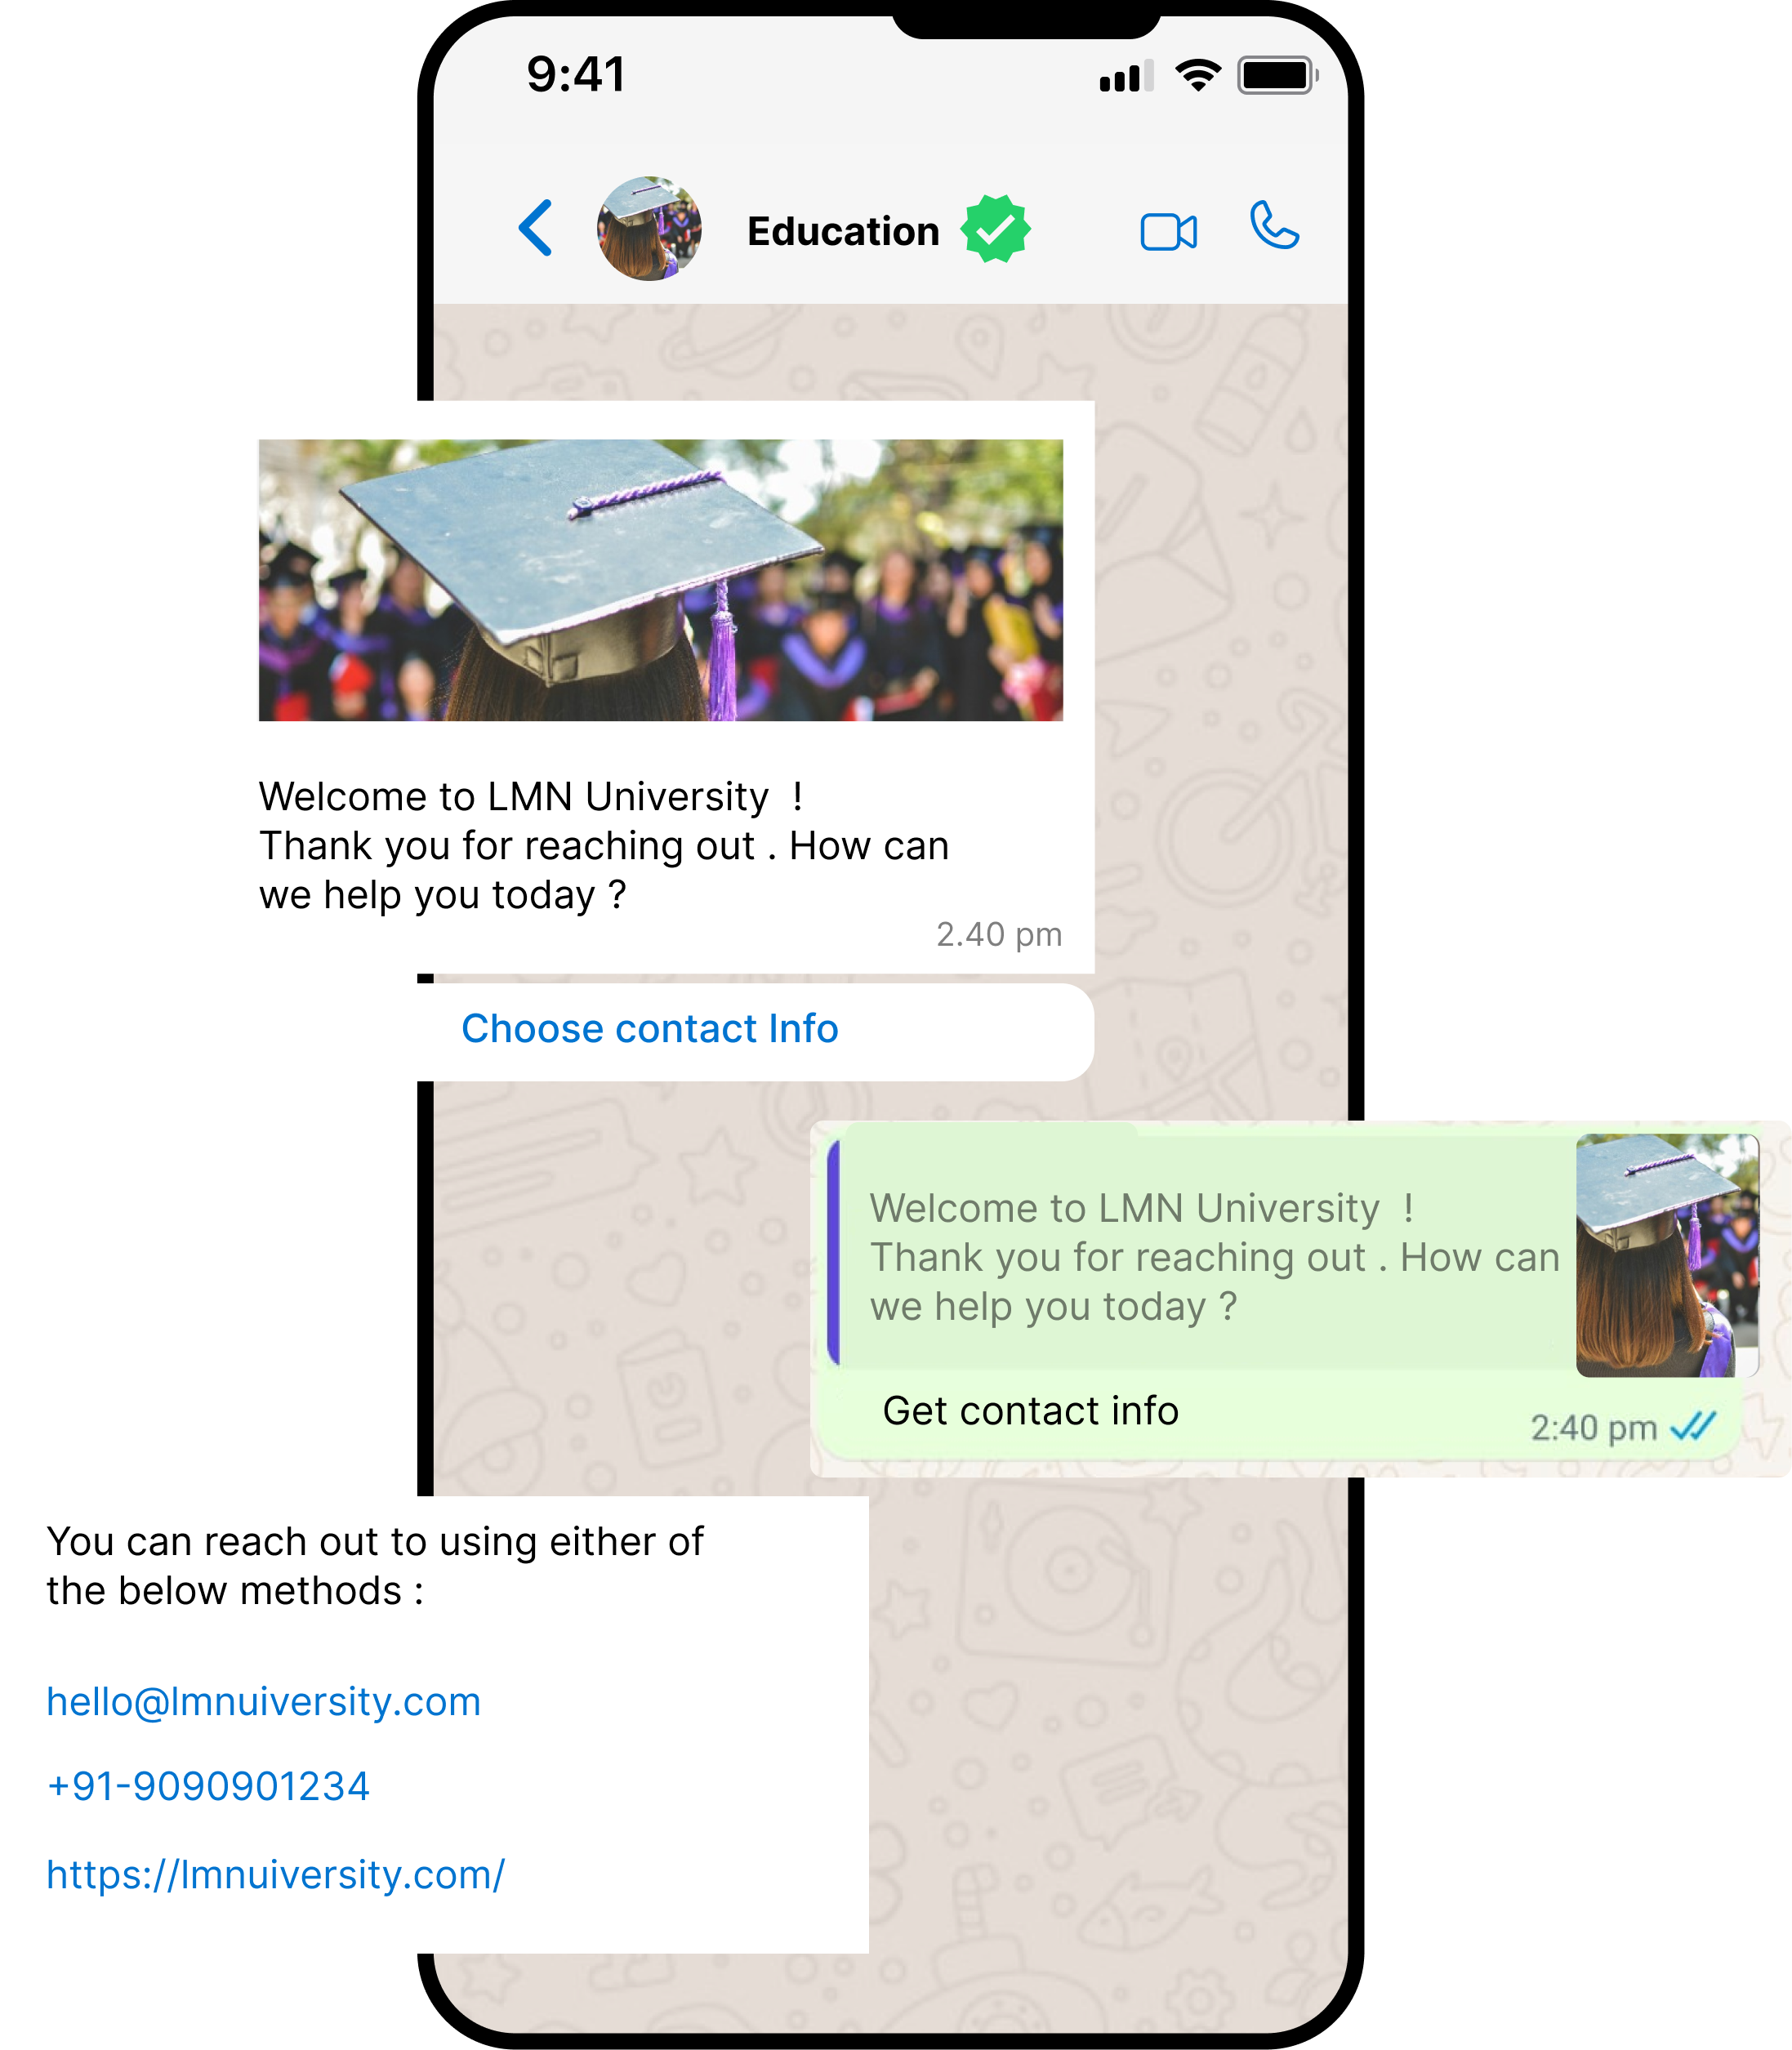 9:41
Education
Welcome to LMN University !
Thank you for reaching out . How can
we help you today ?
2.40 pm
Choose contact Info
Welcome to LMN University !
Thank you for reaching out . How can
we help you today ?
Get contact info
2:40 pm
You can reach out to using either of
the below methods :
hello@lmnuiversity.com
+91-9090901234
https://lmnuiversity.com/